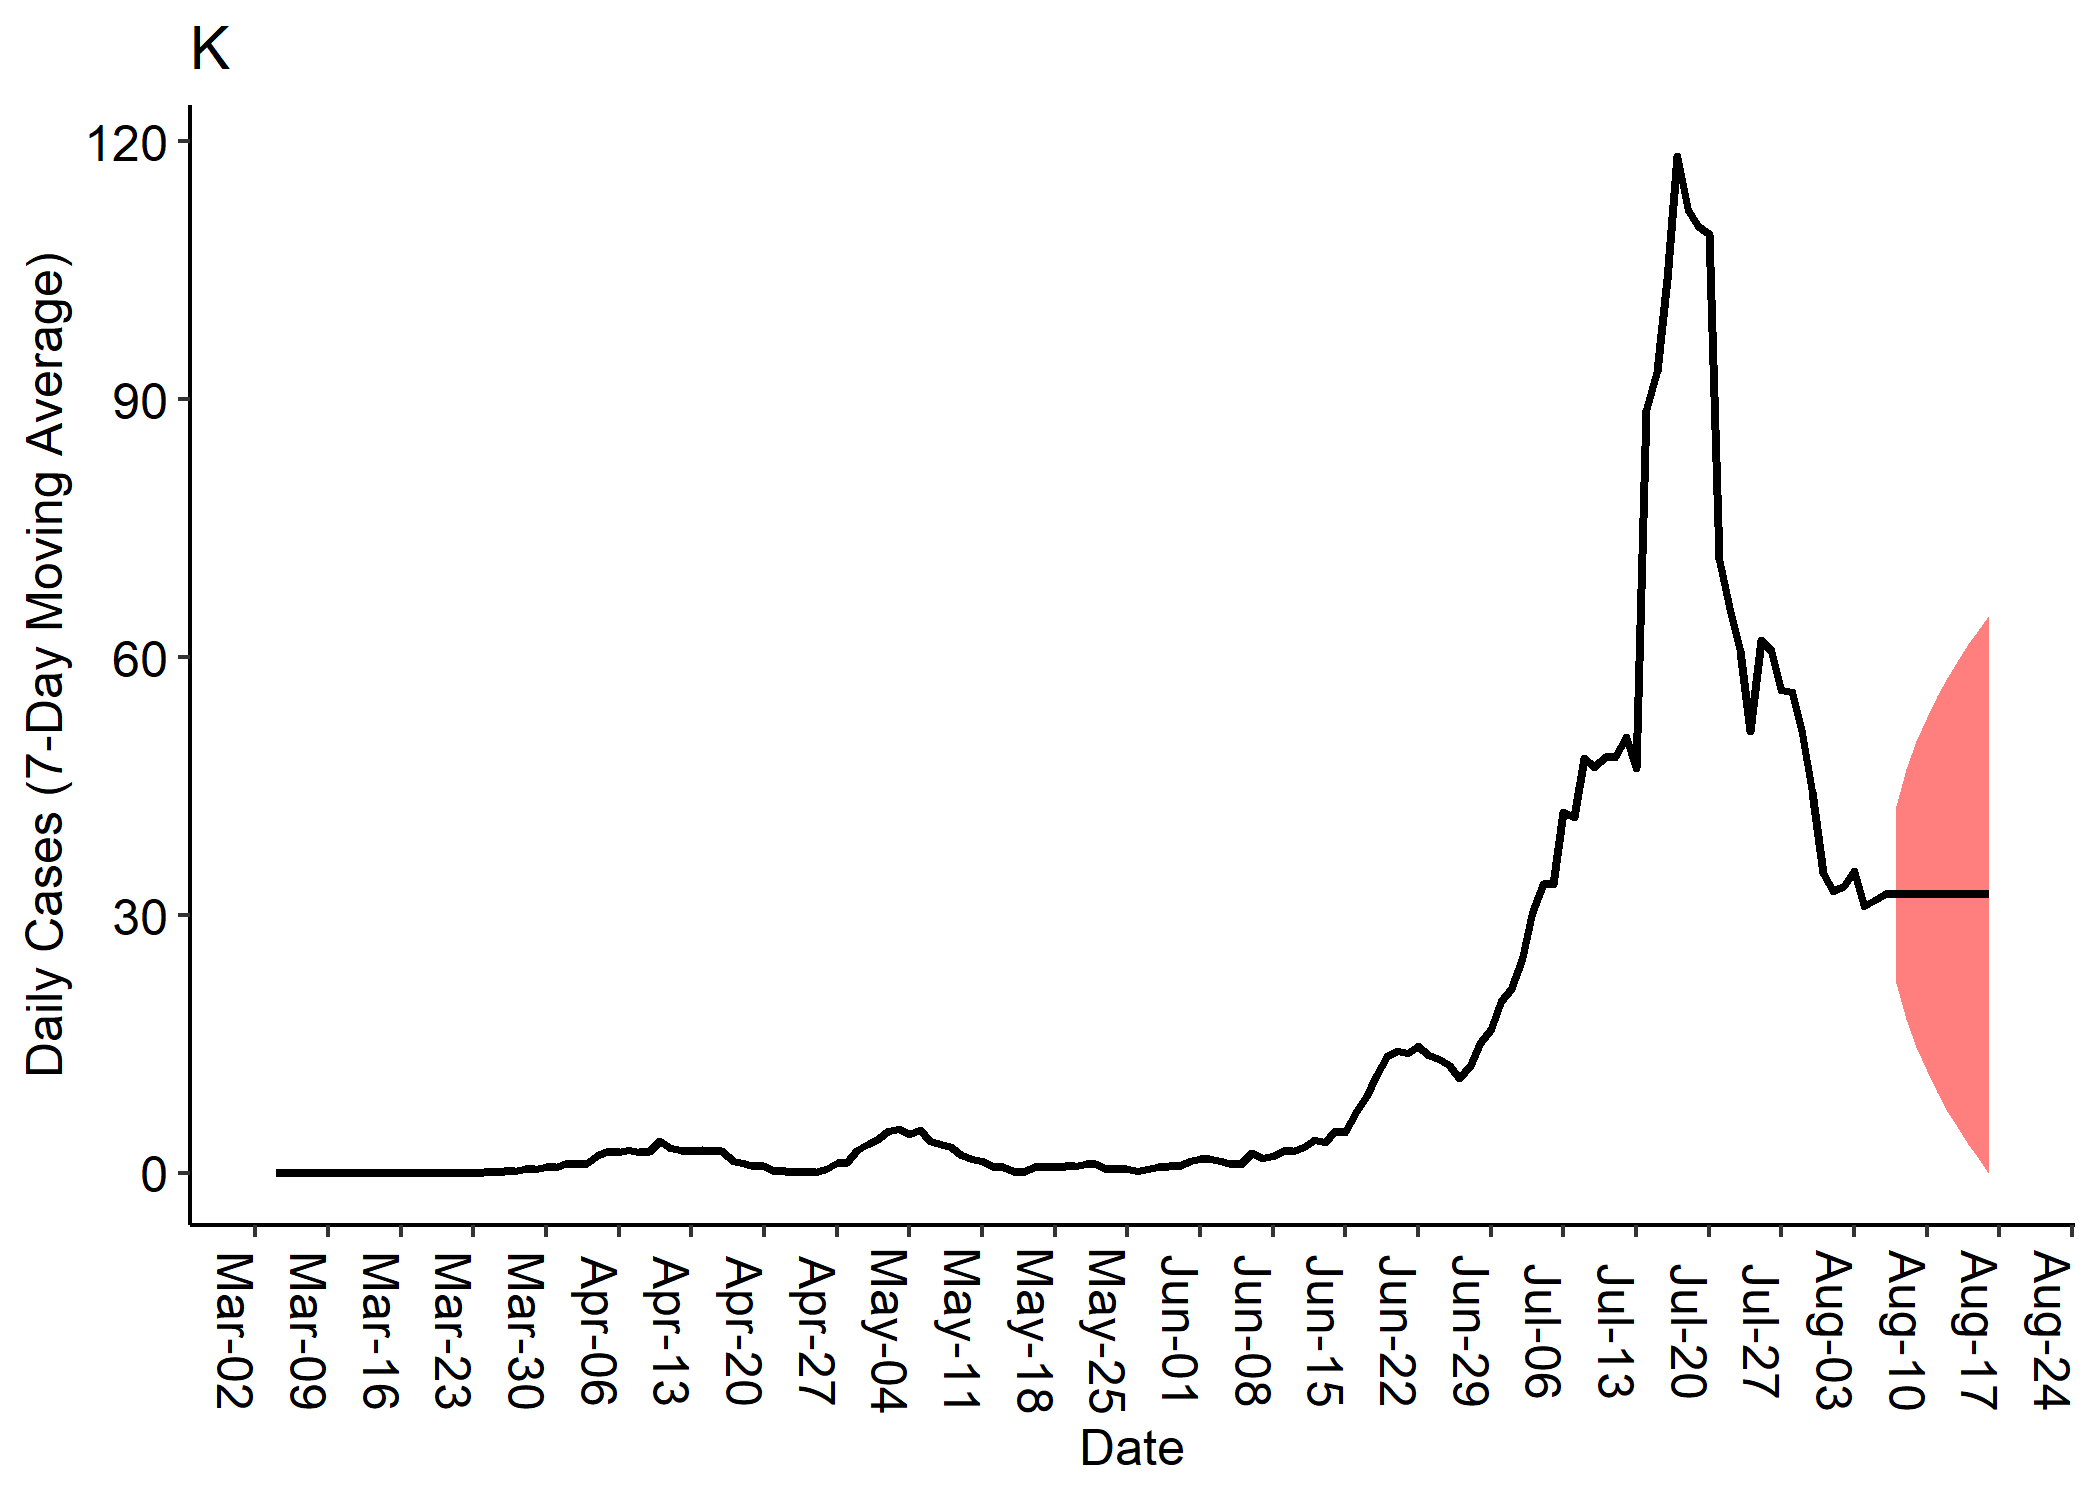 K
Daily Cases (7-Day Moving Average)
120
90
60
30
0
Mar-02
Mar-09
Mar-16
Mar-23
Mar-30
Apr-06
Apr-13
Apr-20
Apr-27
May-04
May-11
May-18
May-25
Jun-01
Jun-08
Jun-15
Jun-22
Jun-29
Jul-06
Jul-13
Jul-20
Jul-27
Aug-03
Aug-10
Aug-17
Aug-24
Date